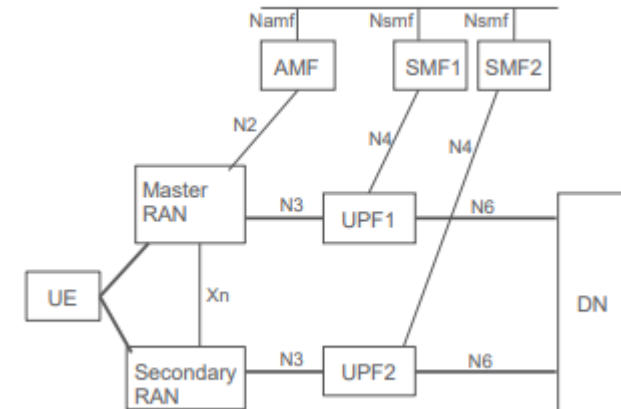 Namf
Nsmf
Nsmf
AMF
SMF1
SMF2
N2
N4
N4
Master
RAN
N3
UPF1
N6
UE
Xn
DN
Secondary
RAN
N3
UPF2
N6